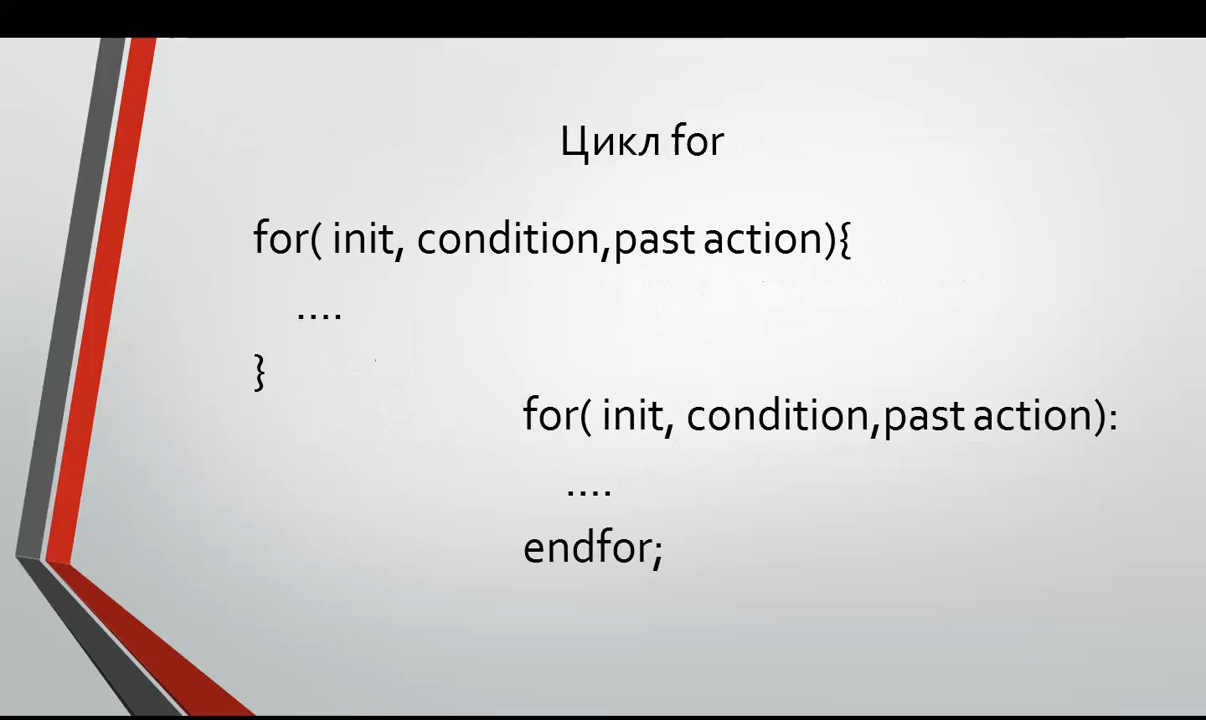 Цикл for
for( init, condition,past action){
....
}
for( init, condition,past action):
....
endfor;